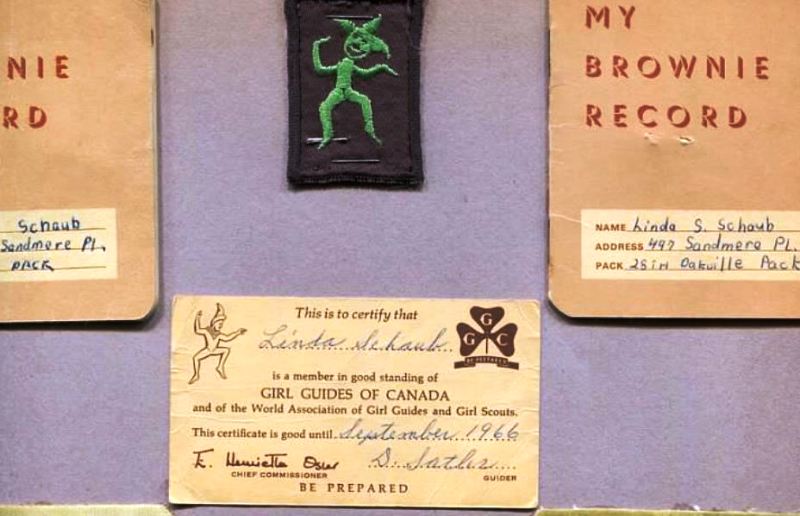 NIE
RD
Schaub
Sandmere Pl.
PACK
MY
BROWNIE
RECORD
NAME Linda S. Schaub
ADDRESS 497 Sandmere Pl.
PACK 28TH Oakville Pack
This is to certify that
Linda Schaub
G
G C
BE PREPARED
is a member in good standing of
GIRL GUIDES OF CANADA
and of the World Association of Girl Guides and Girl Scouts.
This certificate is good until September 1966
E. Henrietta Osler D. Satler
CHIEF COMMISSIONER GUIDER
BE PREPARED